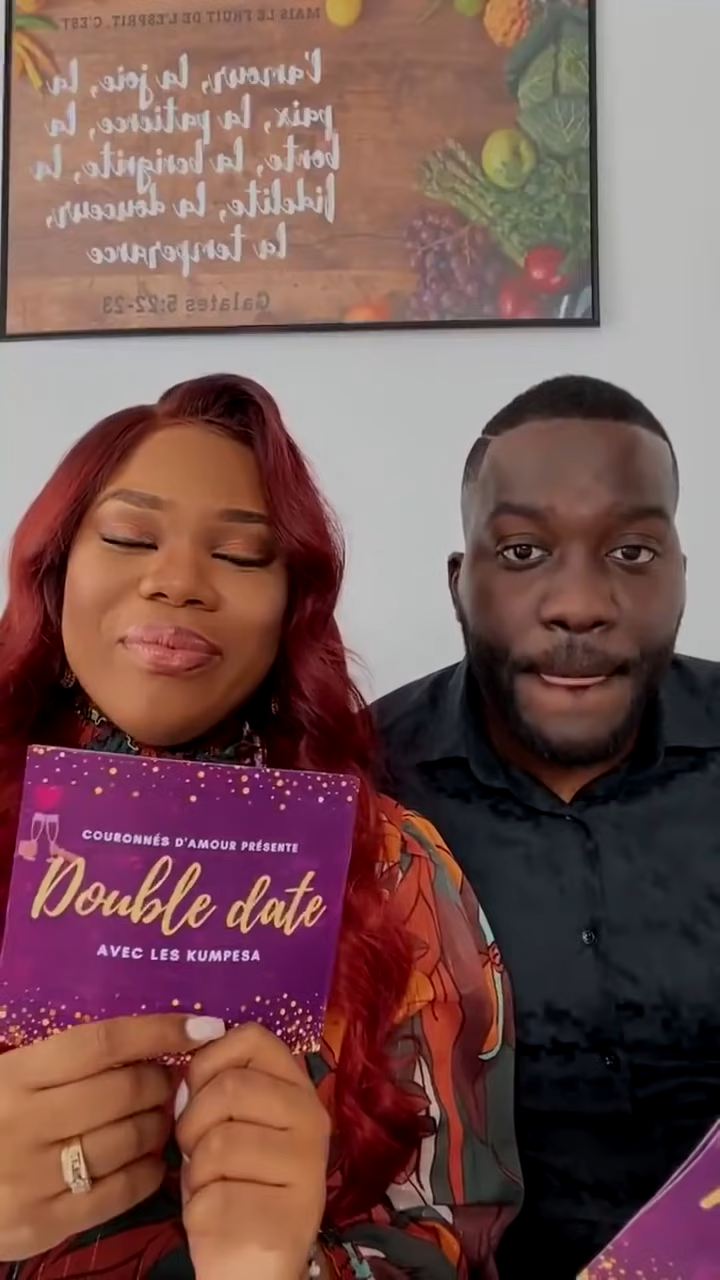 MAIS LE FRUIT DE L'ESPRIT, C'EST
l'amour, la joie, la
paix, la patience, la
bonte, la benignite, la
fidelite, la douceur,
la temperance
Galates 5:22-23
COURONNÉS D'AMOUR PRÉSENTE
Double date
AVEC LES KUMPESA